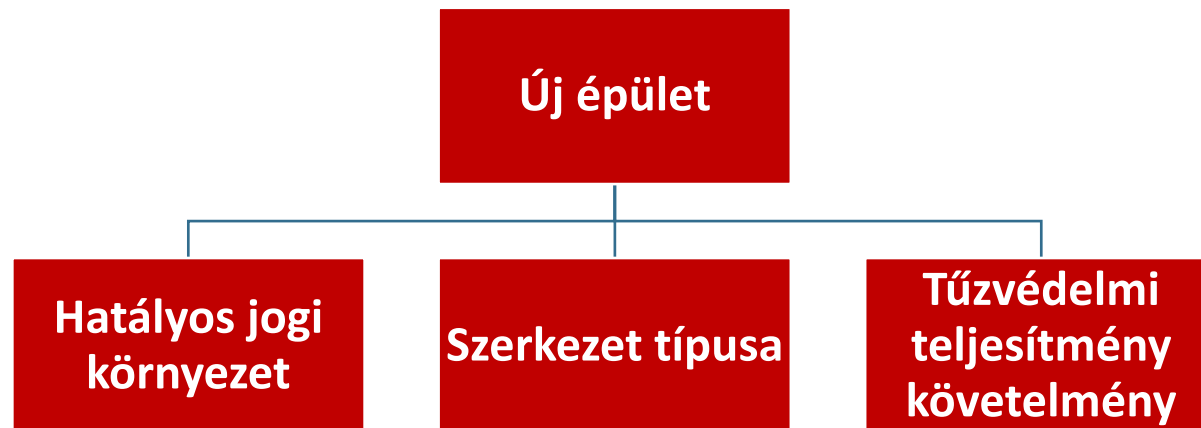 Új épület
Hatályos jogi
környezet
Szerkezet típusa
Tűzvédelmi
teljesítmény
követelmény